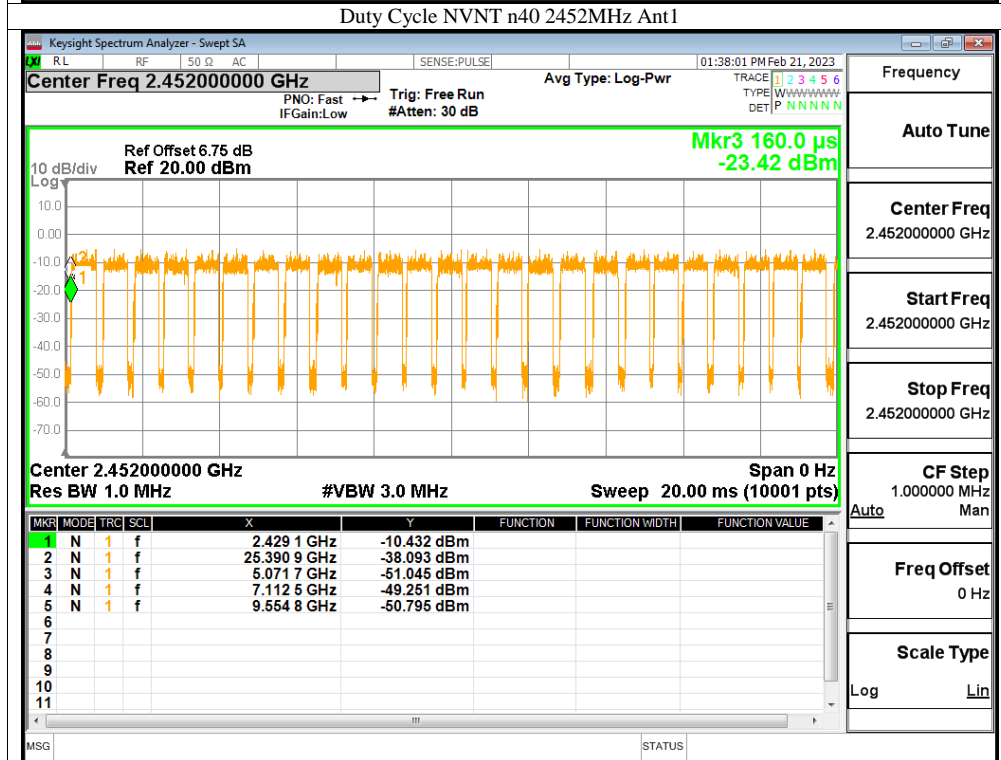 Duty Cycle NVNT n40 2452MHz Ant1
Keysight Spectrum Analyzer - Swept SA
LXI RL RF 50 Ω AC SENSE:PULSE 01:38:01 PM Feb 21, 2023
Center Freq 2.452000000 GHz Avg Type: Log-Pwr TRACE 1 2 3 4 5 6
PNO: Fast Trig: Free Run TYPE WWWWWW
IFGain:Low #Atten: 30 dB DET P N N N N N
Mkr3 160.0 µs
-23.42 dBm
Ref Offset 6.75 dB
10 dB/div Ref 20.00 dBm
Log
10.0
0.00
-10.0
-20.0
-30.0
-40.0
-50.0
-60.0
-70.0
Center 2.452000000 GHz Span 0 Hz
Res BW 1.0 MHz #VBW 3.0 MHz Sweep 20.00 ms (10001 pts)
MKR MODE TRC SCL X Y FUNCTION FUNCTION WIDTH FUNCTION VALUE
1 N 1 f 2.429 1 GHz -10.432 dBm
2 N 1 f 25.390 9 GHz -38.093 dBm
3 N 1 f 5.071 7 GHz -51.045 dBm
4 N 1 f 7.112 5 GHz -49.251 dBm
5 N 1 f 9.554 8 GHz -50.795 dBm
6
7
8
9
10
11
MSG STATUS
Frequency
Auto Tune
Center Freq
2.452000000 GHz
Start Freq
2.452000000 GHz
Stop Freq
2.452000000 GHz
CF Step
1.000000 MHz
Auto Man
Freq Offset
0 Hz
Scale Type
Log Lin